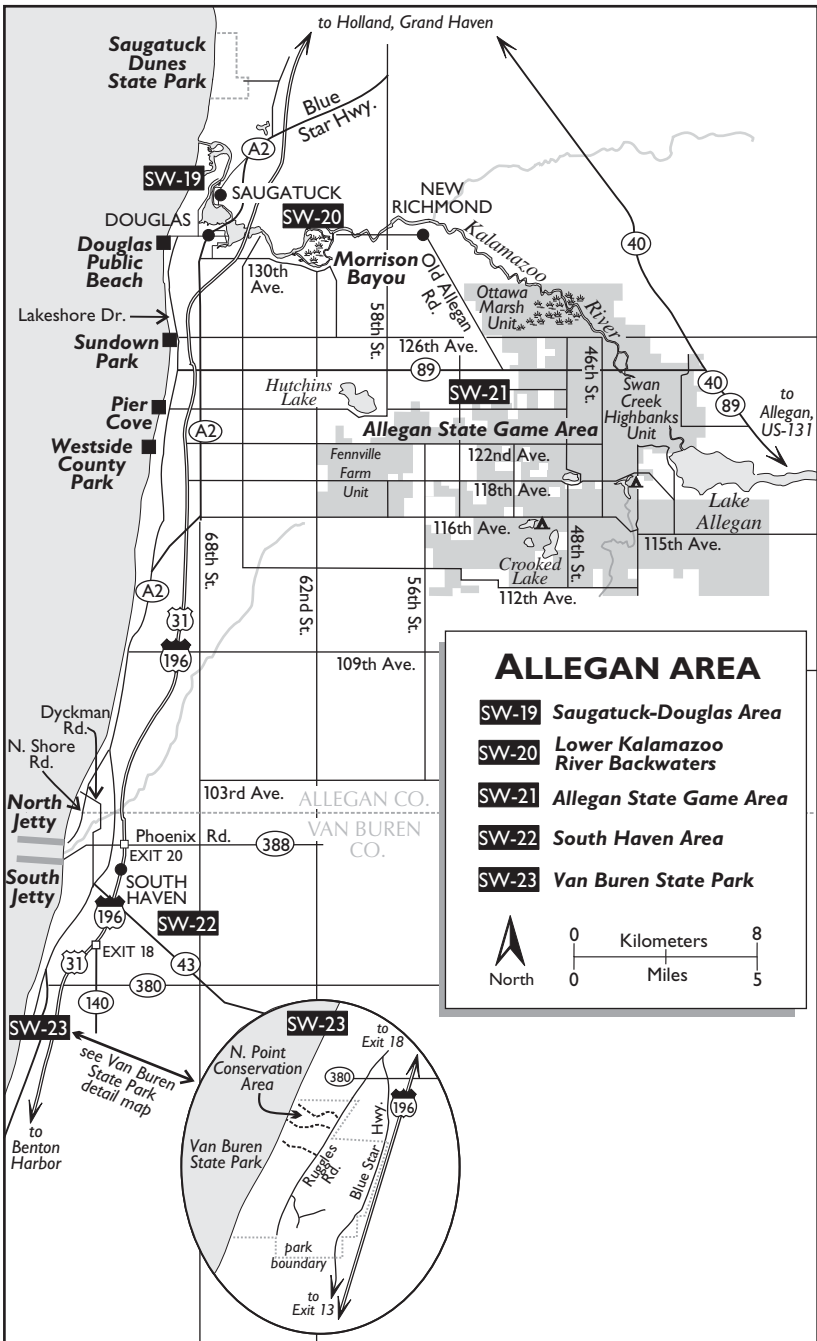 to Holland, Grand Haven
Saugatuck
Dunes
State Park
Blue
Star Hwy.
A2
SW-19
SAUGATUCK
NEW
RICHMOND
SW-20
DOUGLAS
Douglas
Public
Beach
Morrison
Bayou
Kalamazoo
River
40
130th
Ave.
Old Allegan
Rd.
58th St.
Ottawa
Marsh
Unit
Lakeshore Dr.
Sundown
Park
126th Ave.
46th St.
89
SW-21
Swan
Creek
Highbanks
Unit
40
89
to
Allegan,
US-131
Hutchins
Lake
Pier
Cove
A2
Westside
County
Park
Allegan State Game Area
122nd Ave.
Fennville
Farm
Unit
118th Ave.
116th Ave.
Lake
Allegan
115th Ave.
68th St.
62nd St.
56th St.
48th St.
Crooked
Lake
112th Ave.
A2
31
196
109th Ave.
ALLEGAN AREA
SW-19 Saugatuck-Douglas Area
SW-20 Lower Kalamazoo
River Backwaters
SW-21 Allegan State Game Area
SW-22 South Haven Area
SW-23 Van Buren State Park
North
0 Kilometers 8
0 Miles 5
Dyckman
Rd.
N. Shore
Rd.
North
Jetty
103rd Ave.
ALLEGAN CO.
VAN BUREN
CO.
Phoenix Rd.
388
EXIT 20
South
Jetty
SOUTH
HAVEN
196
SW-22
EXIT 18
31
43
380
140
SW-23
see Van Buren
State Park
detail map
to
Benton
Harbor
SW-23
to
Exit 18
N. Point
Conservation
Area
380
196
Van Buren
State Park
Ruggles
Rd.
Blue Star
Hwy.
park
boundary
to
Exit 13